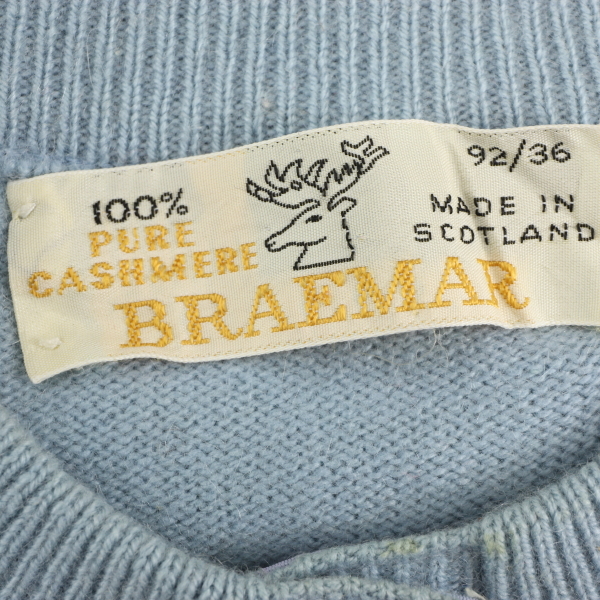 100%
PURE
CASHMERE
BRAEMAR
92/36
MADE IN
SCOTLAND